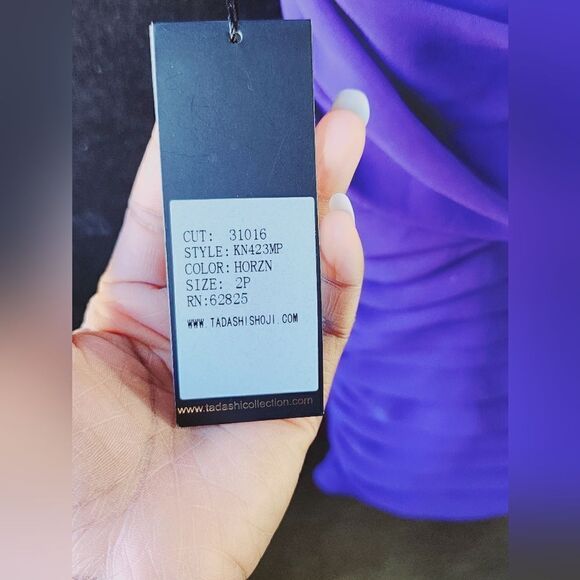 CUT: 31016
STYLE: KN423MP
COLOR: HORZN
SIZE: 2P
RN: 62825
WWW. TADASHISHOJI. COM
www.tadashicollection.com